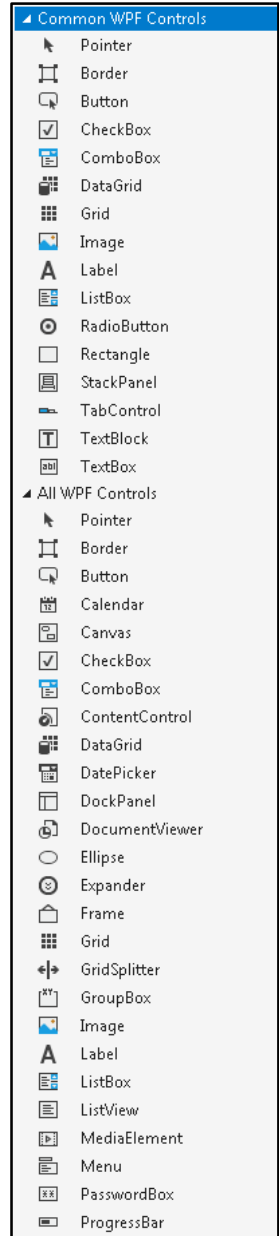 Common WPF Controls
Pointer
Border
Button
CheckBox
ComboBox
DataGrid
Grid
Image
Label
ListBox
RadioButton
Rectangle
StackPanel
TabControl
TextBlock
TextBox
All WPF Controls
Pointer
Border
Button
Calendar
Canvas
CheckBox
ComboBox
ContentControl
DataGrid
DatePicker
DockPanel
DocumentViewer
Ellipse
Expander
Frame
Grid
GridSplitter
GroupBox
Image
Label
ListBox
ListView
MediaElement
Menu
PasswordBox
ProgressBar